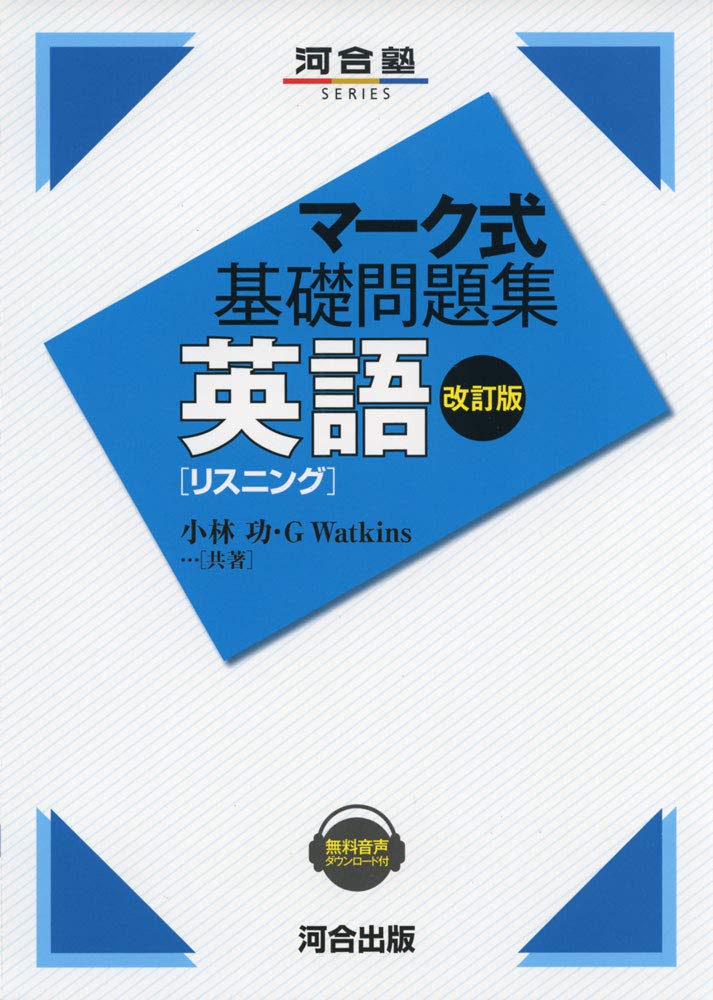 河合塾
SERIES
マーク式
基礎問題集
英語
改訂版
[リスニング]
小林 功・G Watkins
…[共著]
無料音声
ダウンロード付
河合出版